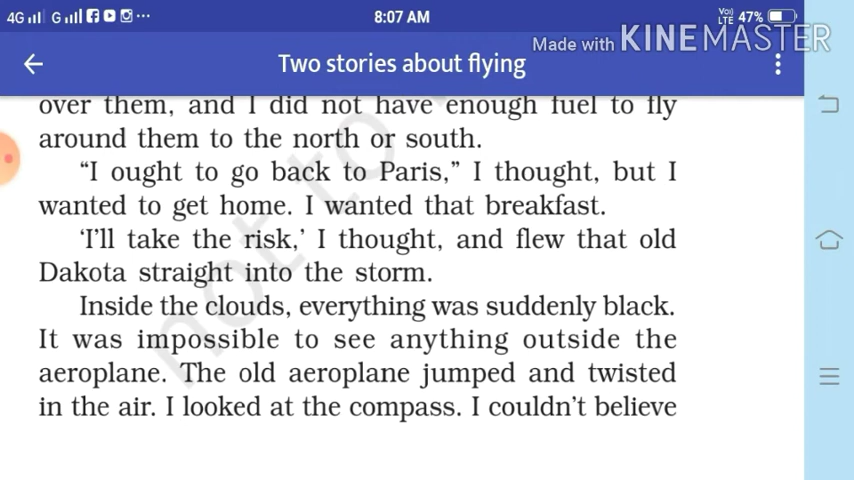 4G G 8:07 AM Vo) LTE 47%
Made with KINEMASTER
Two stories about flying
over them, and I did not have enough fuel to fly
around them to the north or south.
“I ought to go back to Paris,” I thought, but I
wanted to get home. I wanted that breakfast.
‘I’ll take the risk,’ I thought, and flew that old
Dakota straight into the storm.
Inside the clouds, everything was suddenly black.
It was impossible to see anything outside the
aeroplane. The old aeroplane jumped and twisted
in the air. I looked at the compass. I couldn’t believe
not to